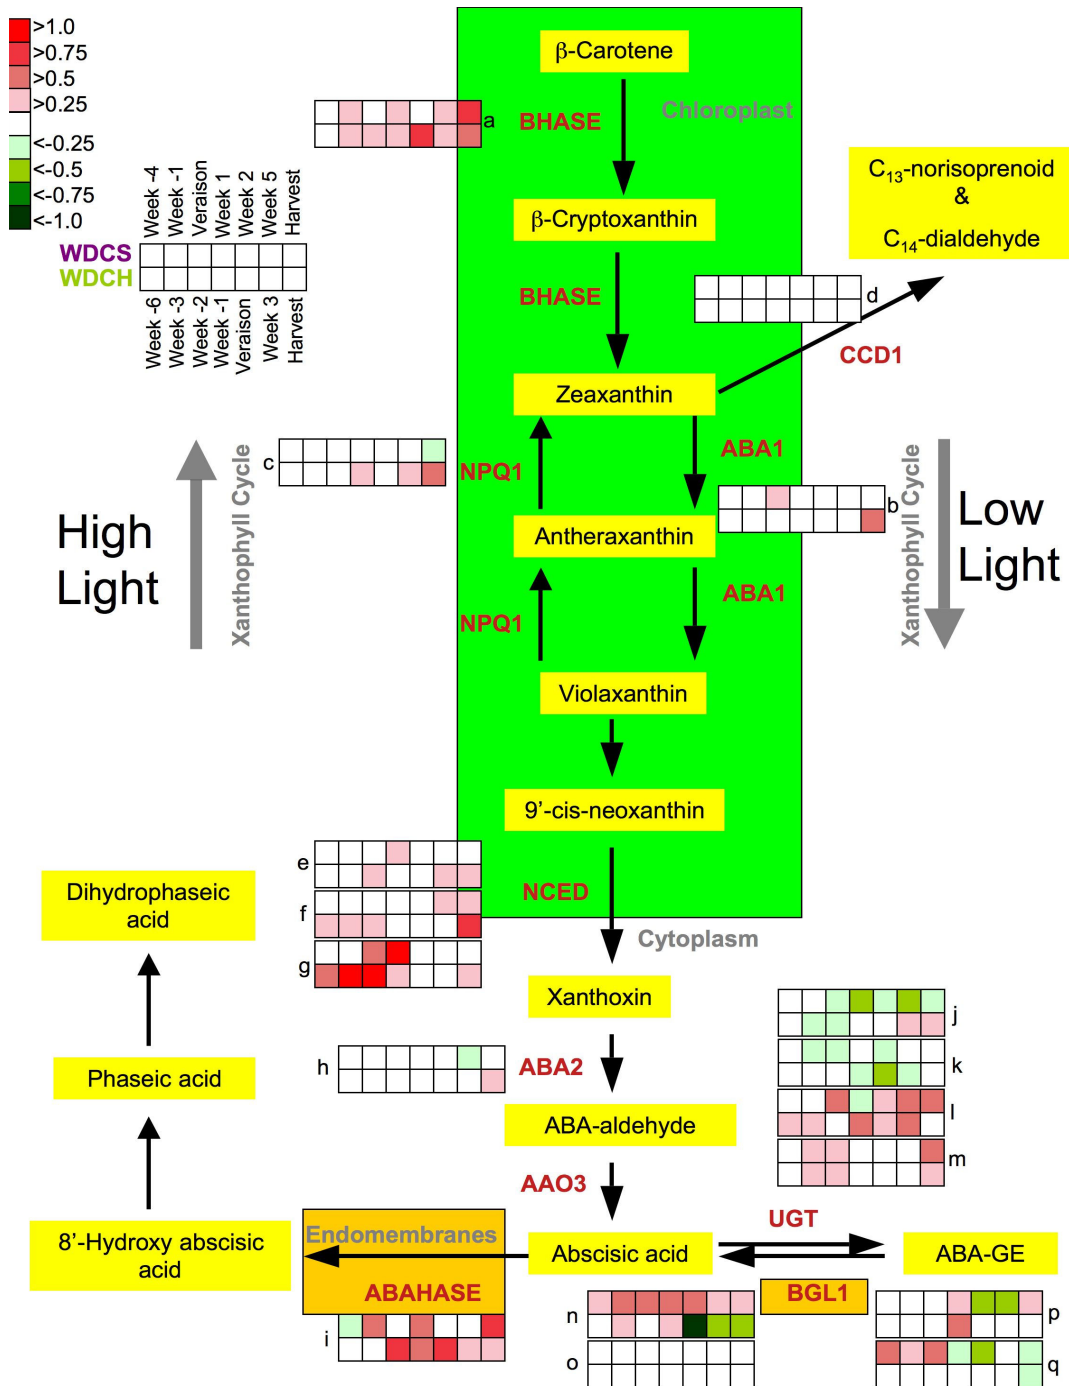 >1.0
>0.75
>0.5
>0.25
<-0.25
<-0.5
<-0.75
<-1.0
Week -4
Week -1
Veraison
Week 1
Week 2
Week 5
Harvest
WDCS
WDCH
Week -6
Week -3
Week -2
Week -1
Veraison
Week 3
Harvest
β-Carotene
Chloroplast
a
BHASE
β-Cryptoxanthin
C13-norisoprenoid
&
C14-dialdehyde
BHASE
d
CCD1
Zeaxanthin
c
NPQ1
ABA1
b
Xanthophyll Cycle
High
Light
Xanthophyll Cycle
Low
Light
Antheraxanthin
NPQ1
ABA1
Violaxanthin
9’-cis-neoxanthin
e
f
g
NCED
Cytoplasm
Dihydrophaseic
acid
Xanthoxin
h
ABA2
j
k
l
m
Phaseic acid
ABA-aldehyde
AAO3
8’-Hydroxy abscisic
acid
Endomembranes
ABAHASE
i
Abscisic acid
UGT
ABA-GE
BGL1
n
o
p
q